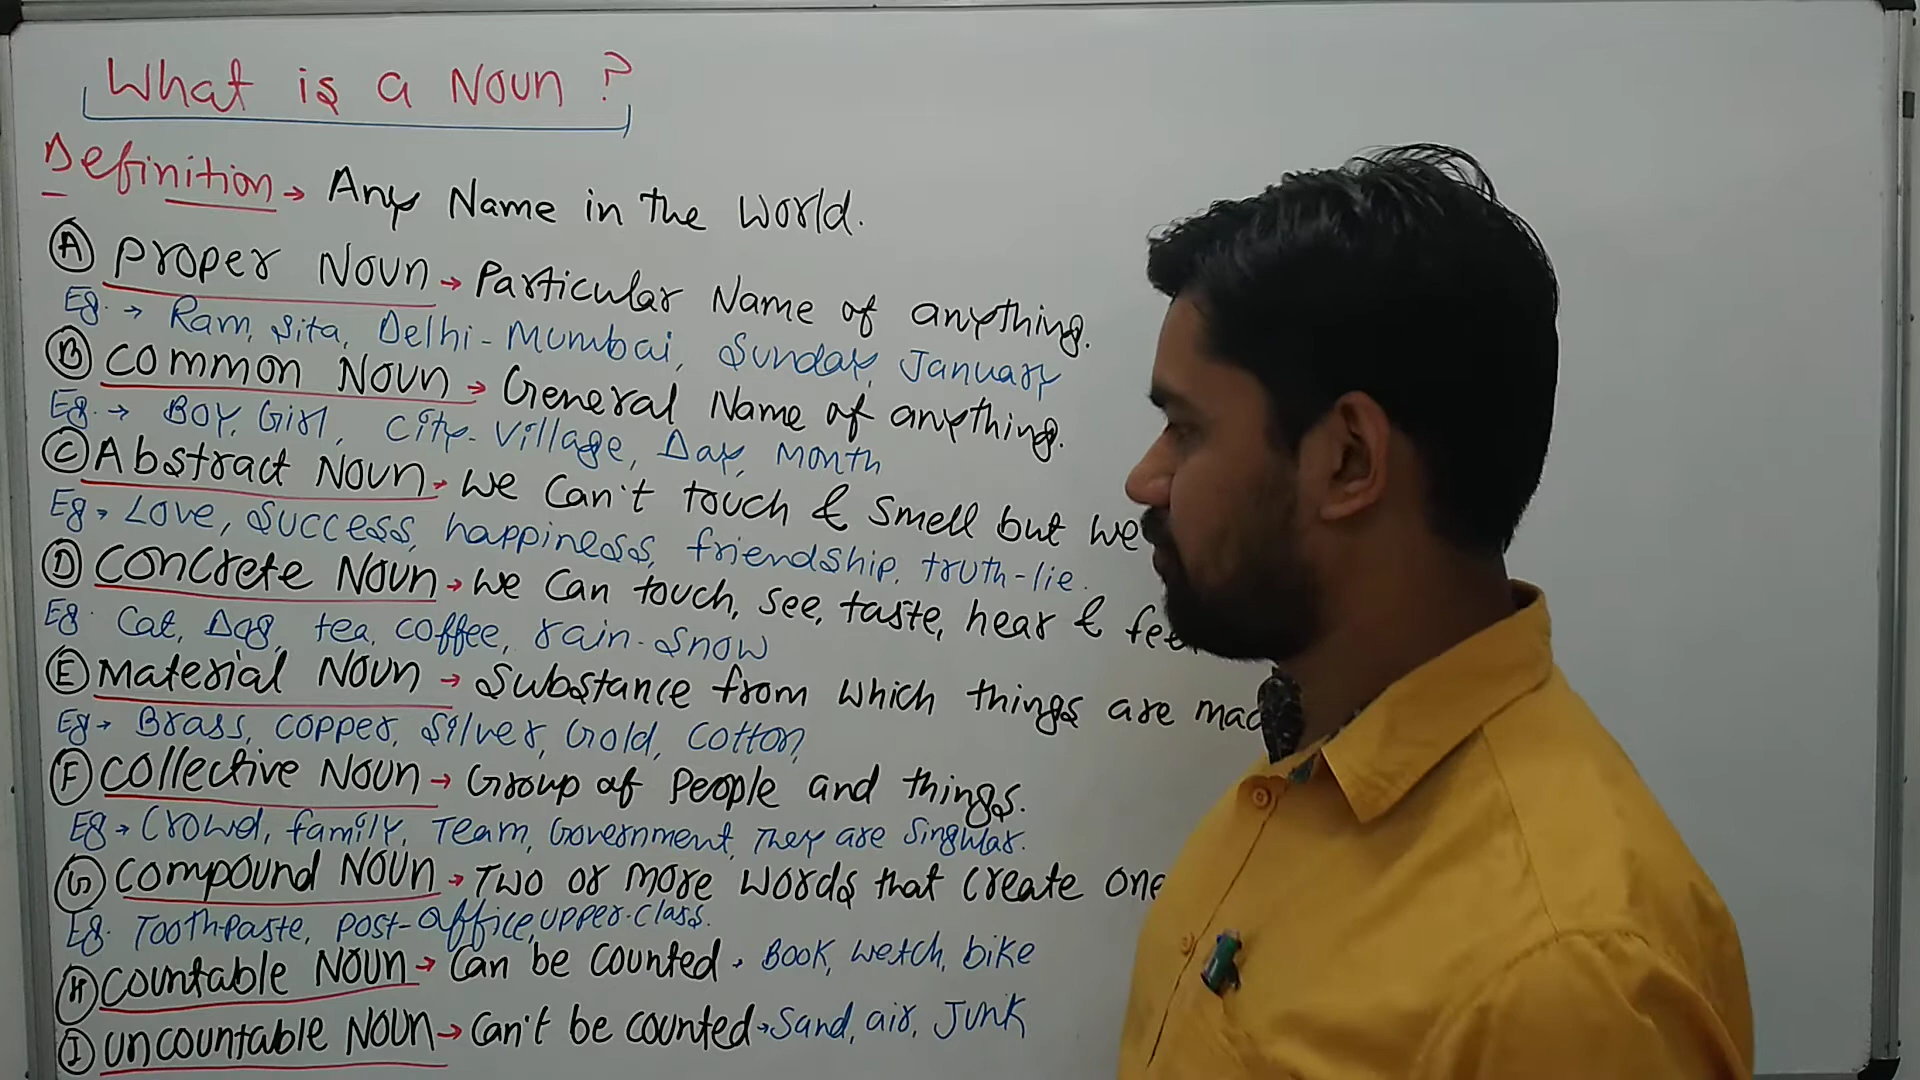 What is a Noun ?
Definition → Any Name in the World.
(A) Proper Noun → Particular Name of anything.
Eg. → Ram, Sita, Delhi - Mumbai, Sunday, January
(B) Common Noun → General Name of anything.
Eg. → Boy, Girl, City - Village, Day, Month
(C) Abstract Noun → We Can't touch & Smell but we
Eg → Love, Success, happiness, friendship, truth - lie.
(D) Concrete Noun → We Can touch, see, taste, hear &
Eg. Cat, Dog, tea, coffee, rain - snow
(E) Material Noun → Substance from which things are
Eg → Brass, Copper, Silver, Gold, Cotton,
(F) Collective Noun → Group of People and things.
Eg → Crowd, family, Team, Government, They are Singular.
(G) Compound Noun → Two or more words that create one
Eg. Toothpaste, post-office, upper-class.
(H) Countable Noun → Can be counted → Book, wetch, bike
(I) Uncountable Noun → Can't be counted → Sand, air, Junk